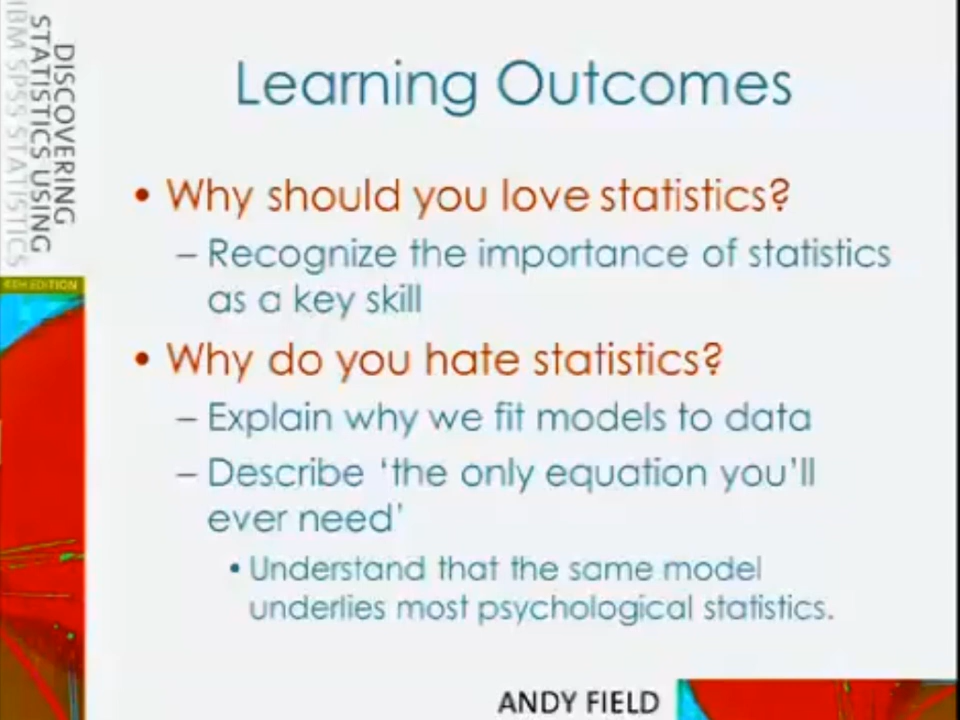 DISCOVERING
STATISTICS USING
IBM SPSS STATISTICS
4TH EDITION
Learning Outcomes
• Why should you love statistics?
– Recognize the importance of statistics
as a key skill
• Why do you hate statistics?
– Explain why we fit models to data
– Describe ‘the only equation you’ll
ever need’
• Understand that the same model
underlies most psychological statistics.
ANDY FIELD